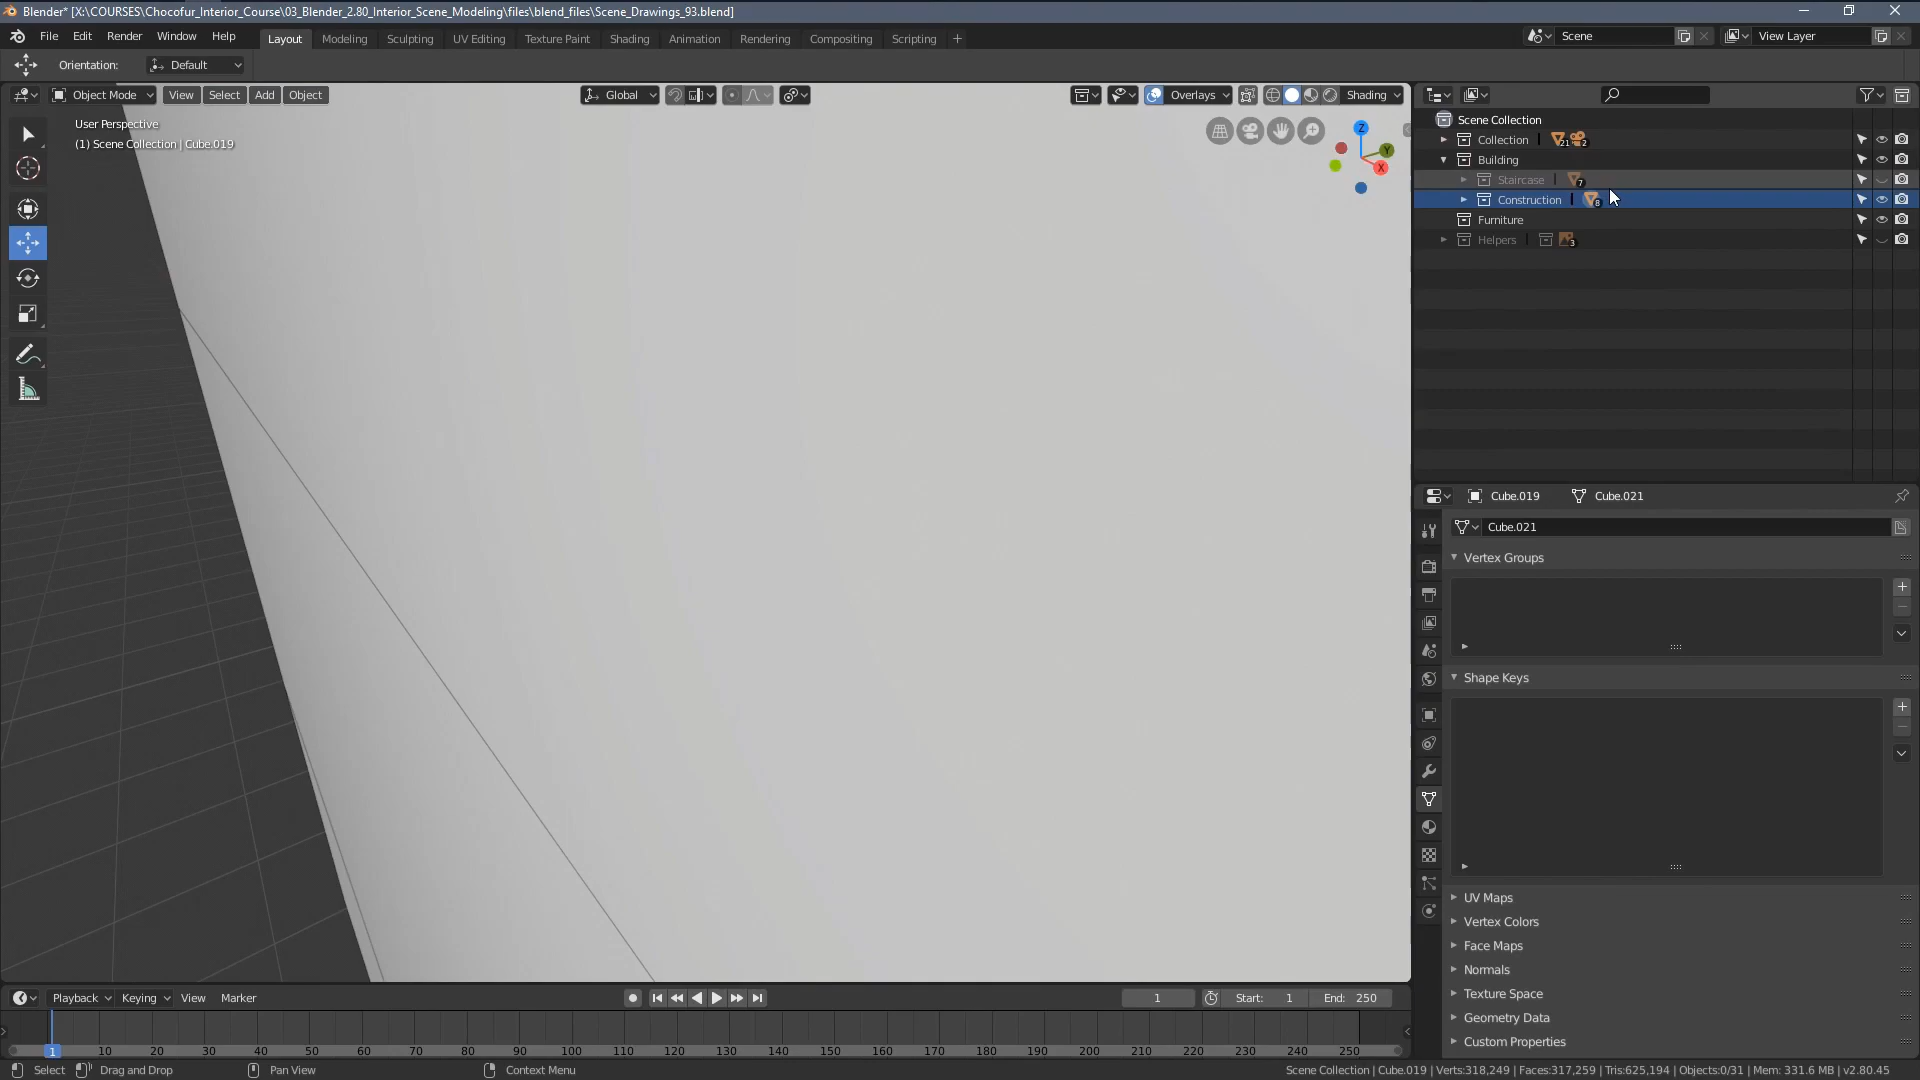 Blender* [X:\COURSES\Chocofur_Interior_Course\03_Blender_2.80_Interior_Scene_Modeling\files\blend_files\Scene_Drawings_93.blend]
File Edit Render Window Help Layout Modeling Sculpting UV Editing Texture Paint Shading Animation Rendering Compositing Scripting + Scene View Layer
Orientation: Default
Object Mode View Select Add Object Global Overlays Shading
User Perspective
(1) Scene Collection | Cube.019
Z
Y
X
Scene Collection
Collection 21 2
Building
Staircase 7
Construction 8
Furniture
Helpers 3
Cube.019 Cube.021
Cube.021
Vertex Groups
Shape Keys
UV Maps
Vertex Colors
Face Maps
Normals
Texture Space
Geometry Data
Custom Properties
Playback Keying View Marker 1 Start: 1 End: 250
1 10 20 30 40 50 60 70 80 90 100 110 120 130 140 150 160 170 180 190 200 210 220 230 240 250
Select Drag and Drop Pan View Context Menu Scene Collection | Cube.019 | Verts:318,249 | Faces:317,259 | Tris:625,194 | Objects:0/31 | Mem: 331.6 MB | v2.80.45